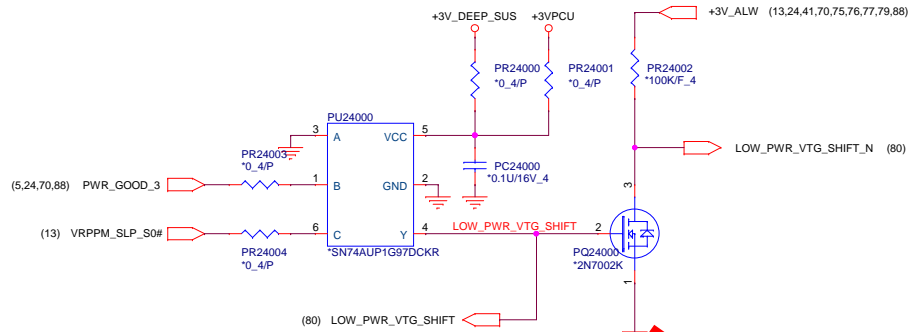 +3V_DEEP_SUS
+3VPCU
+3V_ALW (13,24,41,70,75,76,77,79,88)
PR24000
*0_4/P
PR24001
*0_4/P
PR24002
*100K/F_4
PU24000
3 A VCC 5
PR24003
*0_4/P
PC24000
*0.1U/16V_4
LOW_PWR_VTG_SHIFT_N (80)
(5,24,70,88) PWR_GOOD_3
1 B GND 2
3
(13) VRPPM_SLP_S0#
6 C Y 4
LOW_PWR_VTG_SHIFT
2
PR24004
*0_4/P
*SN74AUP1G97DCKR
PQ24000
*2N7002K
1
(80) LOW_PWR_VTG_SHIFT